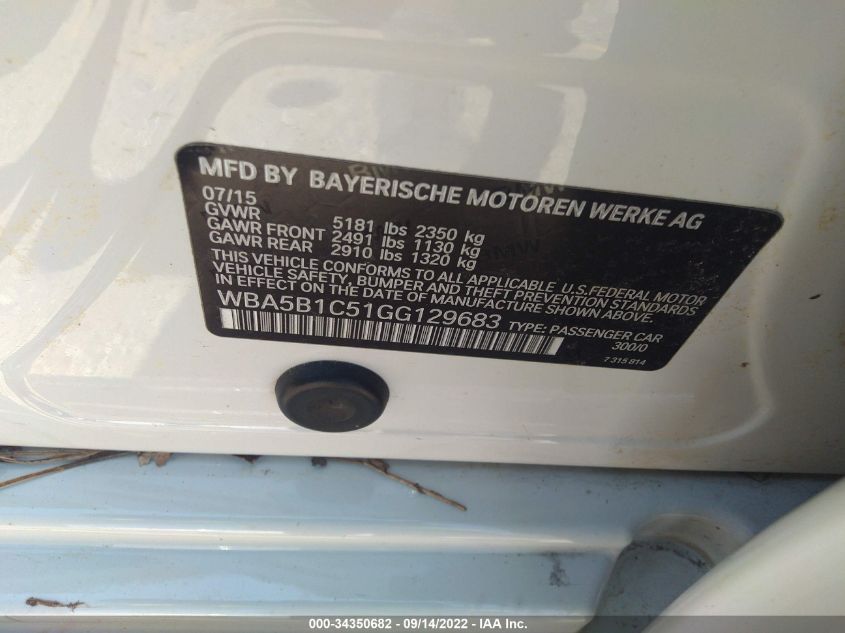 MFD BY BAYERISCHE MOTOREN WERKE AG
07/15
GVWR 5181 lbs 2350 kg
GAWR FRONT 2491 lbs 1130 kg
GAWR REAR 2910 lbs 1320 kg
THIS VEHICLE CONFORMS TO ALL APPLICABLE U.S.FEDERAL MOTOR
VEHICLE SAFETY, BUMPER AND THEFT PREVENTION STANDARDS
IN EFFECT ON THE DATE OF MANUFACTURE SHOWN ABOVE.
WBA5B1C51GG129683 TYPE: PASSENGER CAR
300/0
7 315 814
000-34350682 - 09/14/2022 - IAA Inc.